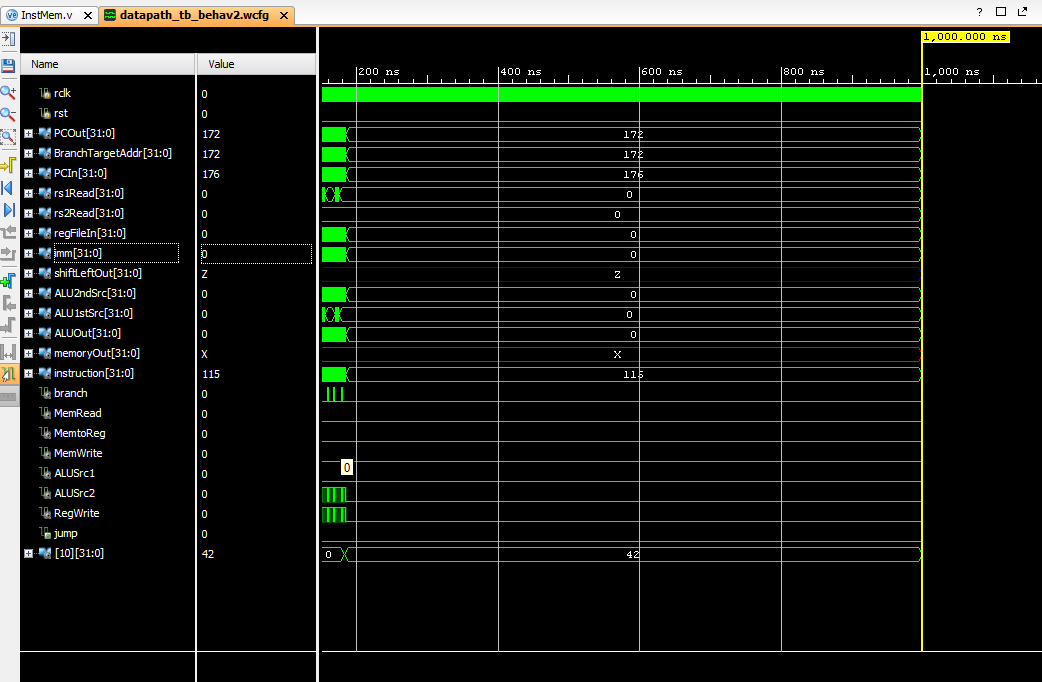 InstMem.v
datapath_tb_behav2.wcfg
?
1,000.000 ns
Name Value
200 ns 400 ns 600 ns 800 ns 1,000 ns
rclk 0
rst 0
PCOut[31:0] 172 172
BranchTargetAddr[31:0] 172 172
PCIn[31:0] 176 176
rs1Read[31:0] 0 0
rs2Read[31:0] 0 0
regFileIn[31:0] 0 0
imm[31:0] 0 0
shiftLeftOut[31:0] Z Z
ALU2ndSrc[31:0] 0 0
ALU1stSrc[31:0] 0 0
ALUOut[31:0] 0 0
memoryOut[31:0] X X
instruction[31:0] 115 115
branch 0
MemRead 0
MemtoReg 0
MemWrite 0
0
ALUSrc1 0
ALUSrc2 0
RegWrite 0
jump 0
[10][31:0] 42 0 42